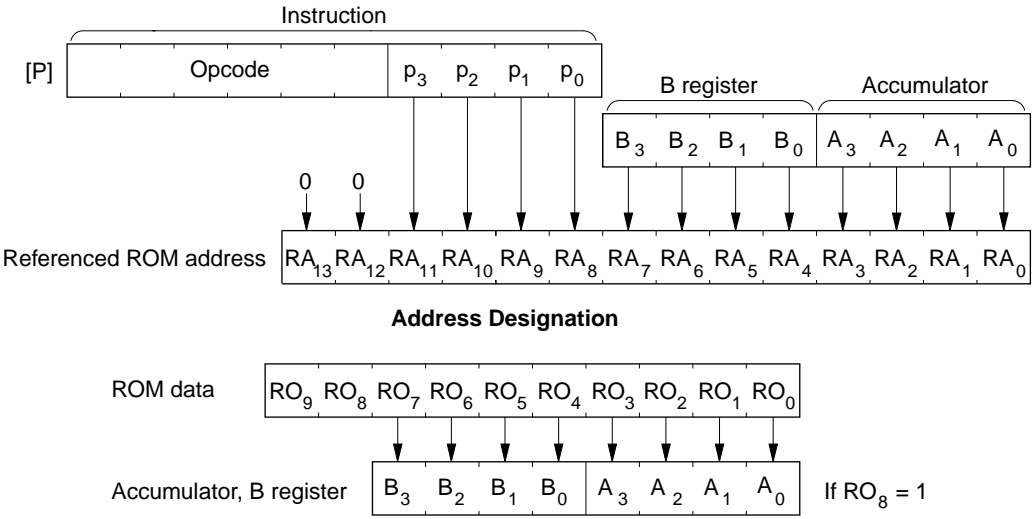 Instruction
[P] Opcode p3 p2 p1 p0
B register Accumulator
B3 B2 B1 B0 A3 A2 A1 A0
0 0
Referenced ROM address RA13 RA12 RA11 RA10 RA9 RA8 RA7 RA6 RA5 RA4 RA3 RA2 RA1 RA0
Address Designation
ROM data RO9 RO8 RO7 RO6 RO5 RO4 RO3 RO2 RO1 RO0
Accumulator, B register B3 B2 B1 B0 A3 A2 A1 A0 If RO8 = 1